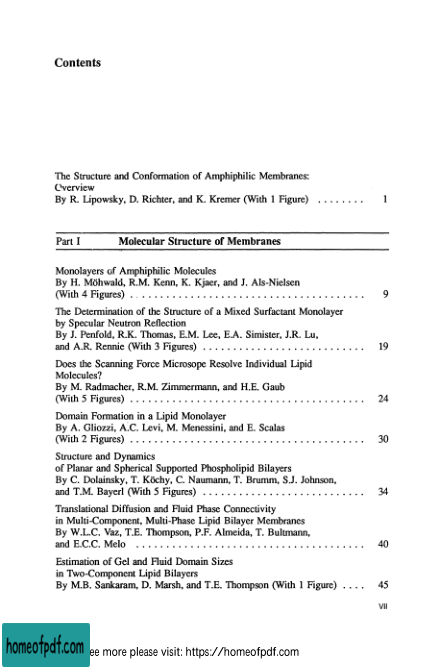 Contents
The Structure and Conformation of Amphiphilic Membranes:
Overview
By R. Lipowsky, D. Richter, and K. Kremer (With 1 Figure) ........ 1
Part I Molecular Structure of Membranes
Monolayers of Amphiphilic Molecules
By H. Möhwald, R.M. Kenn, K. Kjaer, and J. Als-Nielsen
(With 4 Figures) ....................................... 9
The Determination of the Structure of a Mixed Surfactant Monolayer
by Specular Neutron Reflection
By J. Penfold, R.K. Thomas, E.M. Lee, E.A. Simister, J.R. Lu,
and A.R. Rennie (With 3 Figures) ........................... 19
Does the Scanning Force Microsope Resolve Individual Lipid
Molecules?
By M. Radmacher, R.M. Zimmermann, and H.E. Gaub
(With 5 Figures) ....................................... 24
Domain Formation in a Lipid Monolayer
By A. Gliozzi, A.C. Levi, M. Menessini, and E. Scalas
(With 2 Figures) ....................................... 30
Structure and Dynamics
of Planar and Spherical Supported Phospholipid Bilayers
By C. Dolainsky, T. Köchy, C. Naumann, T. Brumm, S.J. Johnson,
and T.M. Bayerl (With 5 Figures) ........................... 34
Translational Diffusion and Fluid Phase Connectivity
in Multi-Component, Multi-Phase Lipid Bilayer Membranes
By W.L.C. Vaz, T.E. Thompson, P.F. Almeida, T. Bultmann,
and E.C.C. Melo ...................................... 40
Estimation of Gel and Fluid Domain Sizes
in Two-Component Lipid Bilayers
By M.B. Sankaram, D. Marsh, and T.E. Thompson (With 1 Figure) .... 45
VII
homeofpdf.com
ee more please visit: https://homeofpdf.com